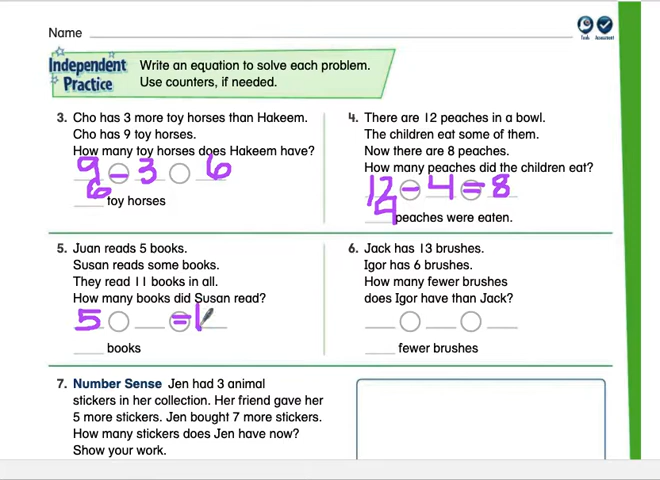 Name
Independent Practice
Write an equation to solve each problem.
Use counters, if needed.
3. Cho has 3 more toy horses than Hakeem.
Cho has 9 toy horses.
How many toy horses does Hakeem have?
9 − 3 6
6 toy horses
4. There are 12 peaches in a bowl.
The children eat some of them.
Now there are 8 peaches.
How many peaches did the children eat?
12 − 4 = 8
4 peaches were eaten.
5. Juan reads 5 books.
Susan reads some books.
They read 11 books in all.
How many books did Susan read?
5 = 1
books
6. Jack has 13 brushes.
Igor has 6 brushes.
How many fewer brushes
does Igor have than Jack?
fewer brushes
7. Number Sense Jen had 3 animal
stickers in her collection. Her friend gave her
5 more stickers. Jen bought 7 more stickers.
How many stickers does Jen have now?
Show your work.